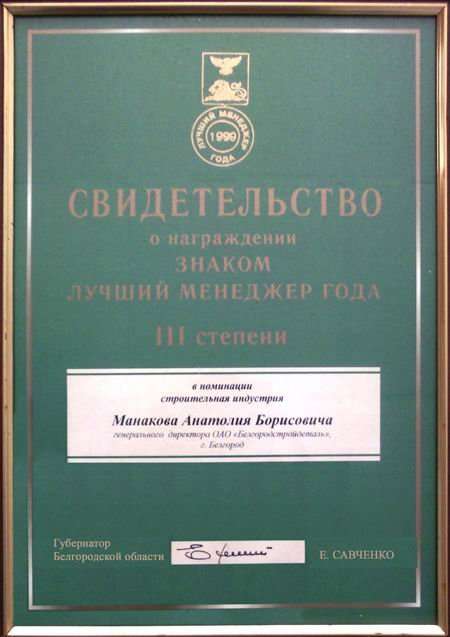 ЛУЧШИЙ МЕНЕДЖЕР
1999
ГОДА
СВИДЕТЕЛЬСТВО
о награждении
ЗНАКОМ
ЛУЧШИЙ МЕНЕДЖЕР ГОДА
III степени
в номинации
строительная индустрия
Манакова Анатолия Борисовича
генерального директора ОАО «Белгородстройдеталь»,
г. Белгород
Губернатор
Белгородской области
Е. САВЧЕНКО